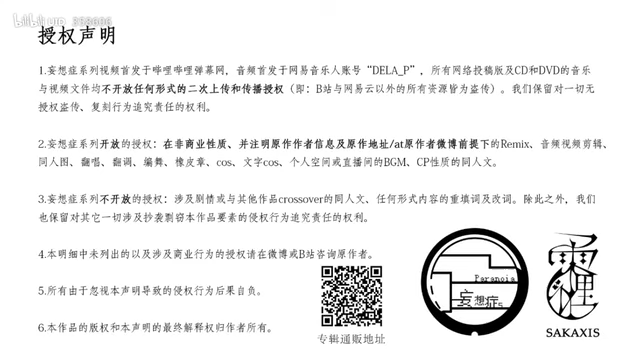 bilibili
授权声明
1.妄想症系列视频首发于哔哩哔哩弹幕网，音频首发于网易音乐人账号“DELA_P”，所有网络投稿版及CD和DVD的音乐
与视频文件均不开放任何形式的二次上传和传播授权（即：B站与网易云以外的所有资源皆为盗传）。我们保留对一切无
授权盗传、复刻行为追究责任的权利。
2.妄想症系列开放的授权：在非商业性质、并注明原作作者信息及原作地址/at原作者微博前提下的Remix、音频视频剪辑、
同人图、翻唱、翻调、编舞、橡皮章、cos、文字cos、个人空间或直播间的BGM、CP性质的同人文。
3.妄想症系列不开放的授权：涉及剧情或与其他作品crossover的同人文、任何形式内容的重填词及改词。除此之外，我们
也保留对其它一切涉及抄袭剽窃本作品要素的侵权行为追究责任的权利。
4.本明细中未列出的以及涉及商业行为的授权请在微博或B站咨询原作者。
5.所有由于忽视本声明导致的侵权行为后果自负。
6.本作品的版权和本声明的最终解释权归作者所有。
专辑通贩地址
Paranoia
妄想症
SAKAXIS